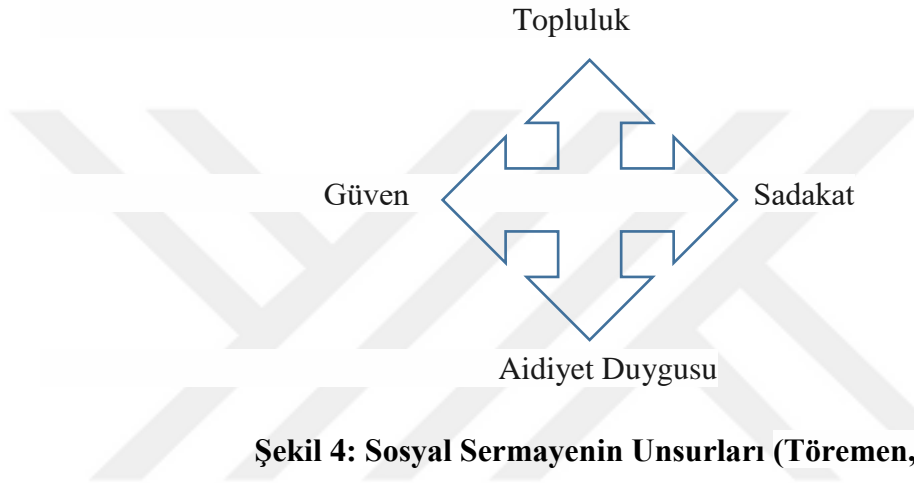 Topluluk
Güven Sadakat
Aidiyet Duygusu
Şekil 4: Sosyal Sermayenin Unsurları (Töremen,